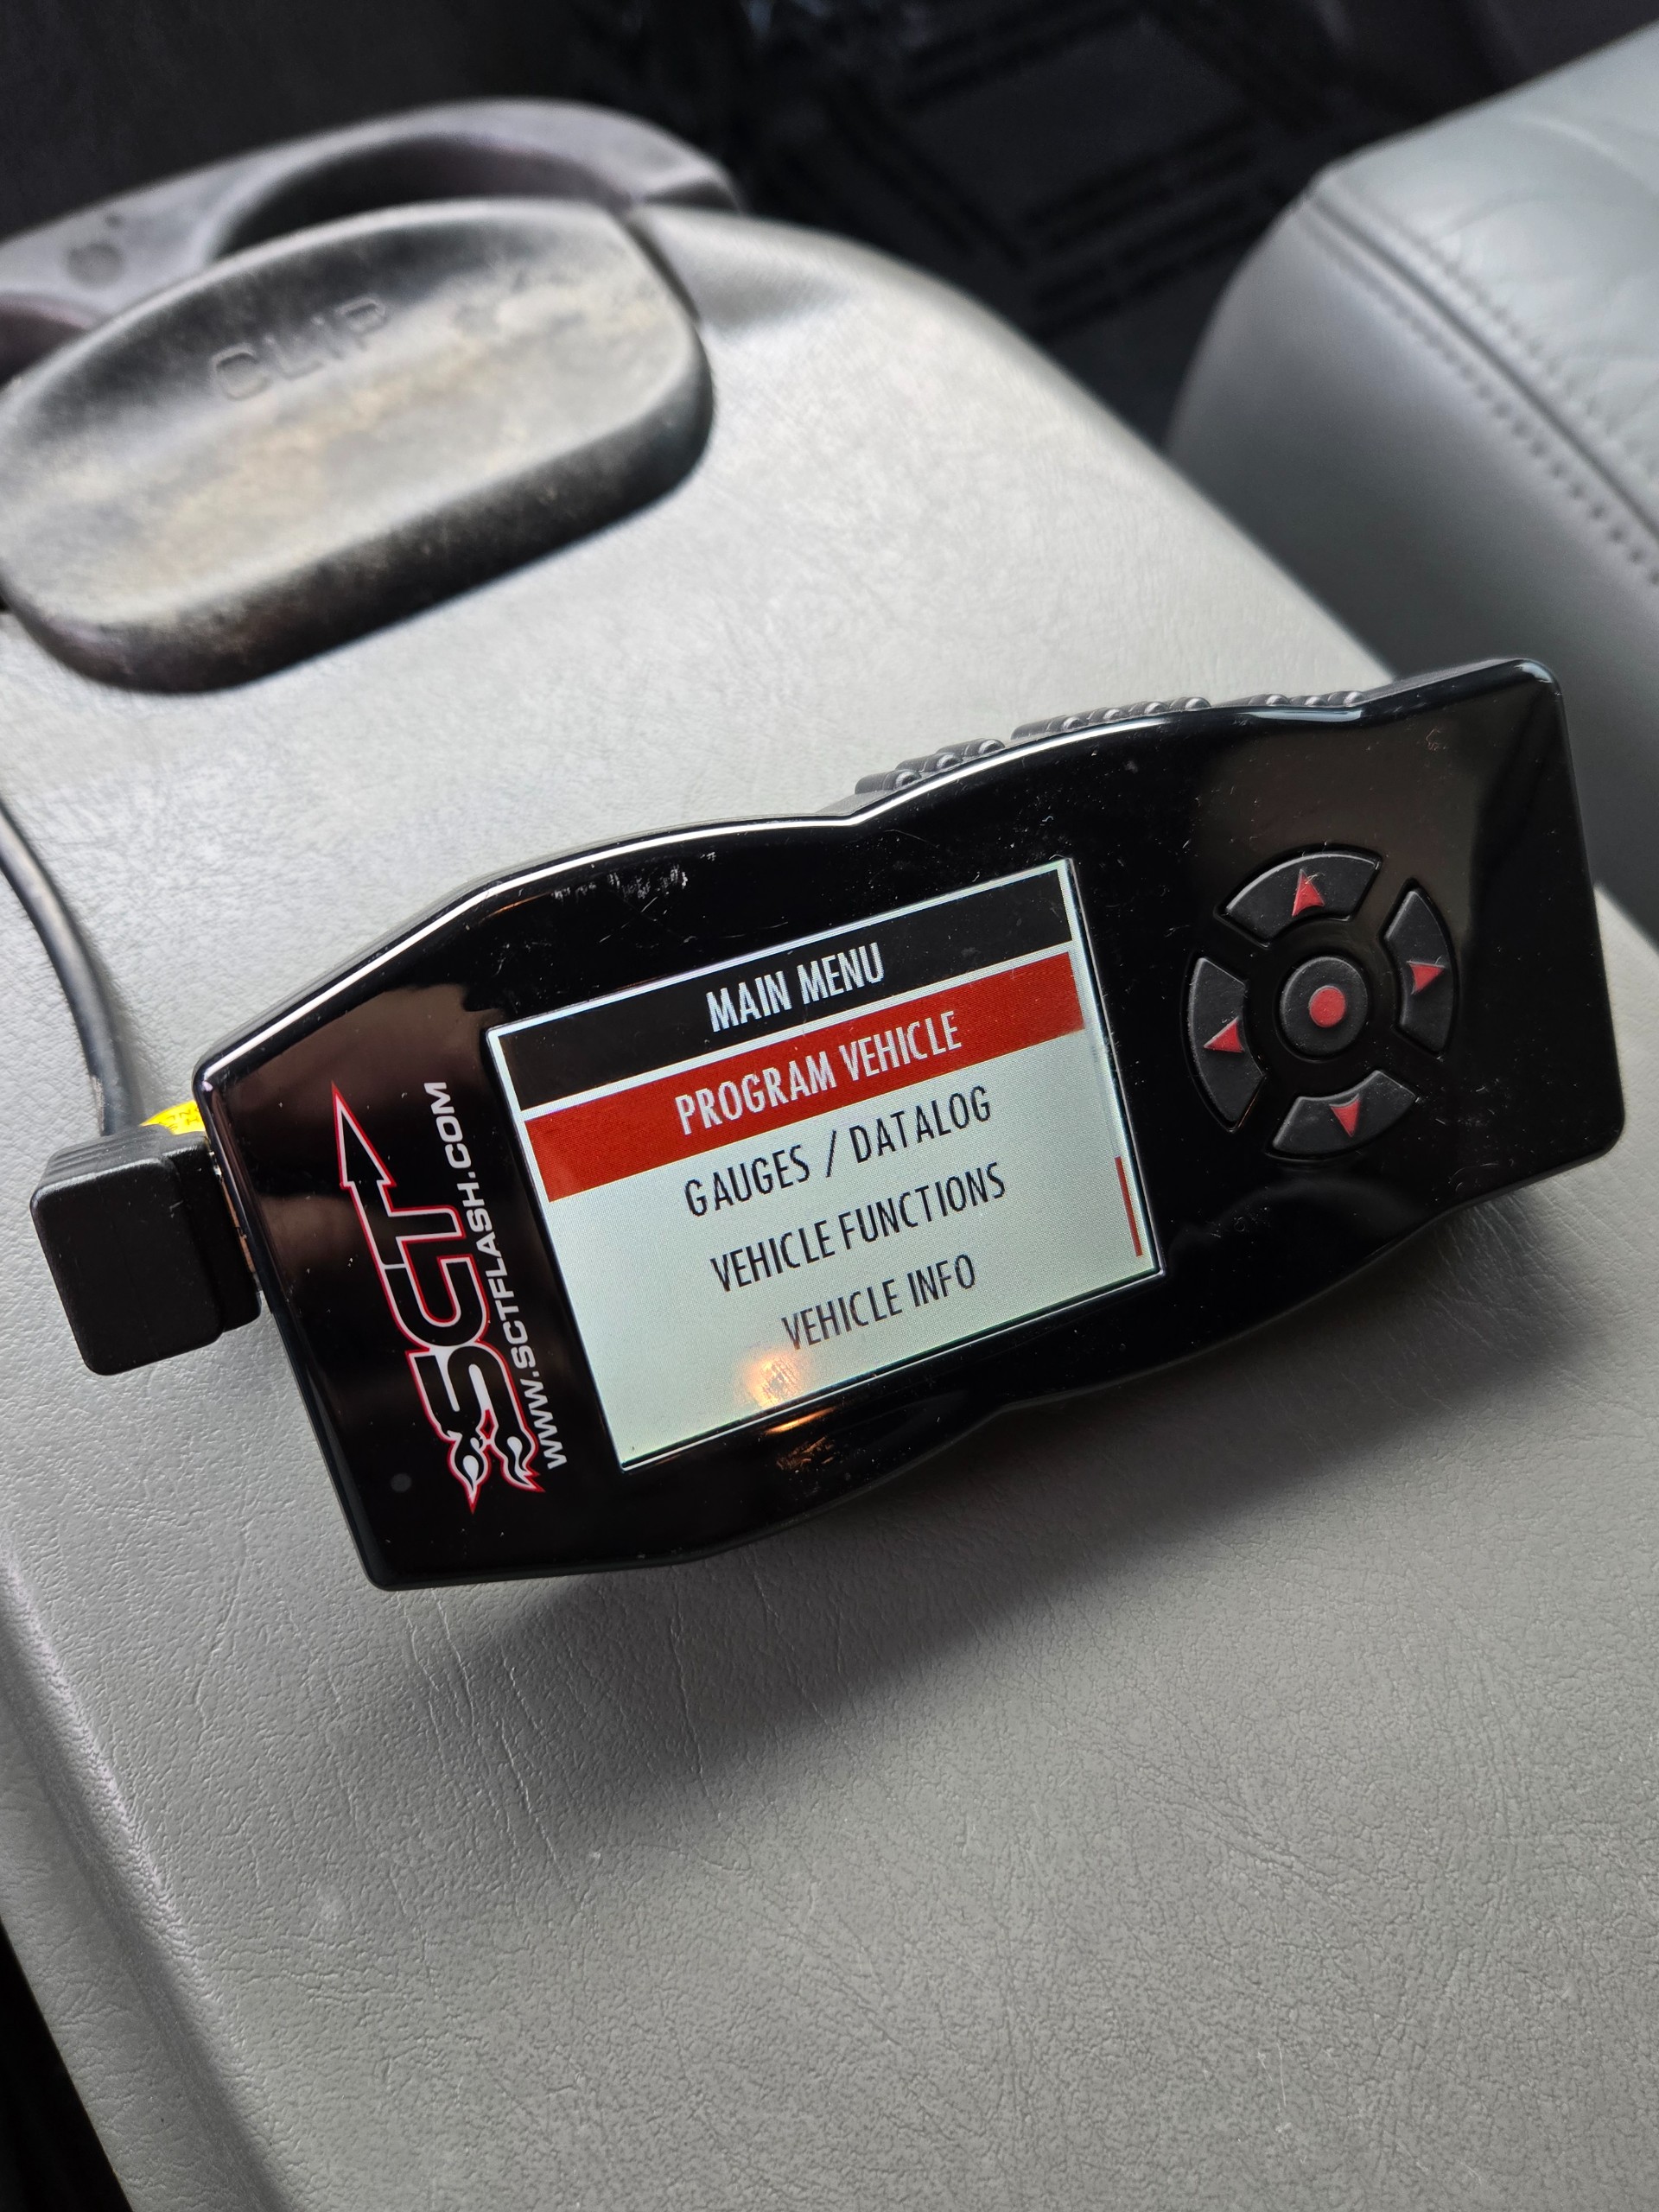 CLIP
MAIN MENU
PROGRAM VEHICLE
GAUGES / DATALOG
VEHICLE FUNCTIONS
VEHICLE INFO
SCT
WWW.SCTFLASH.COM